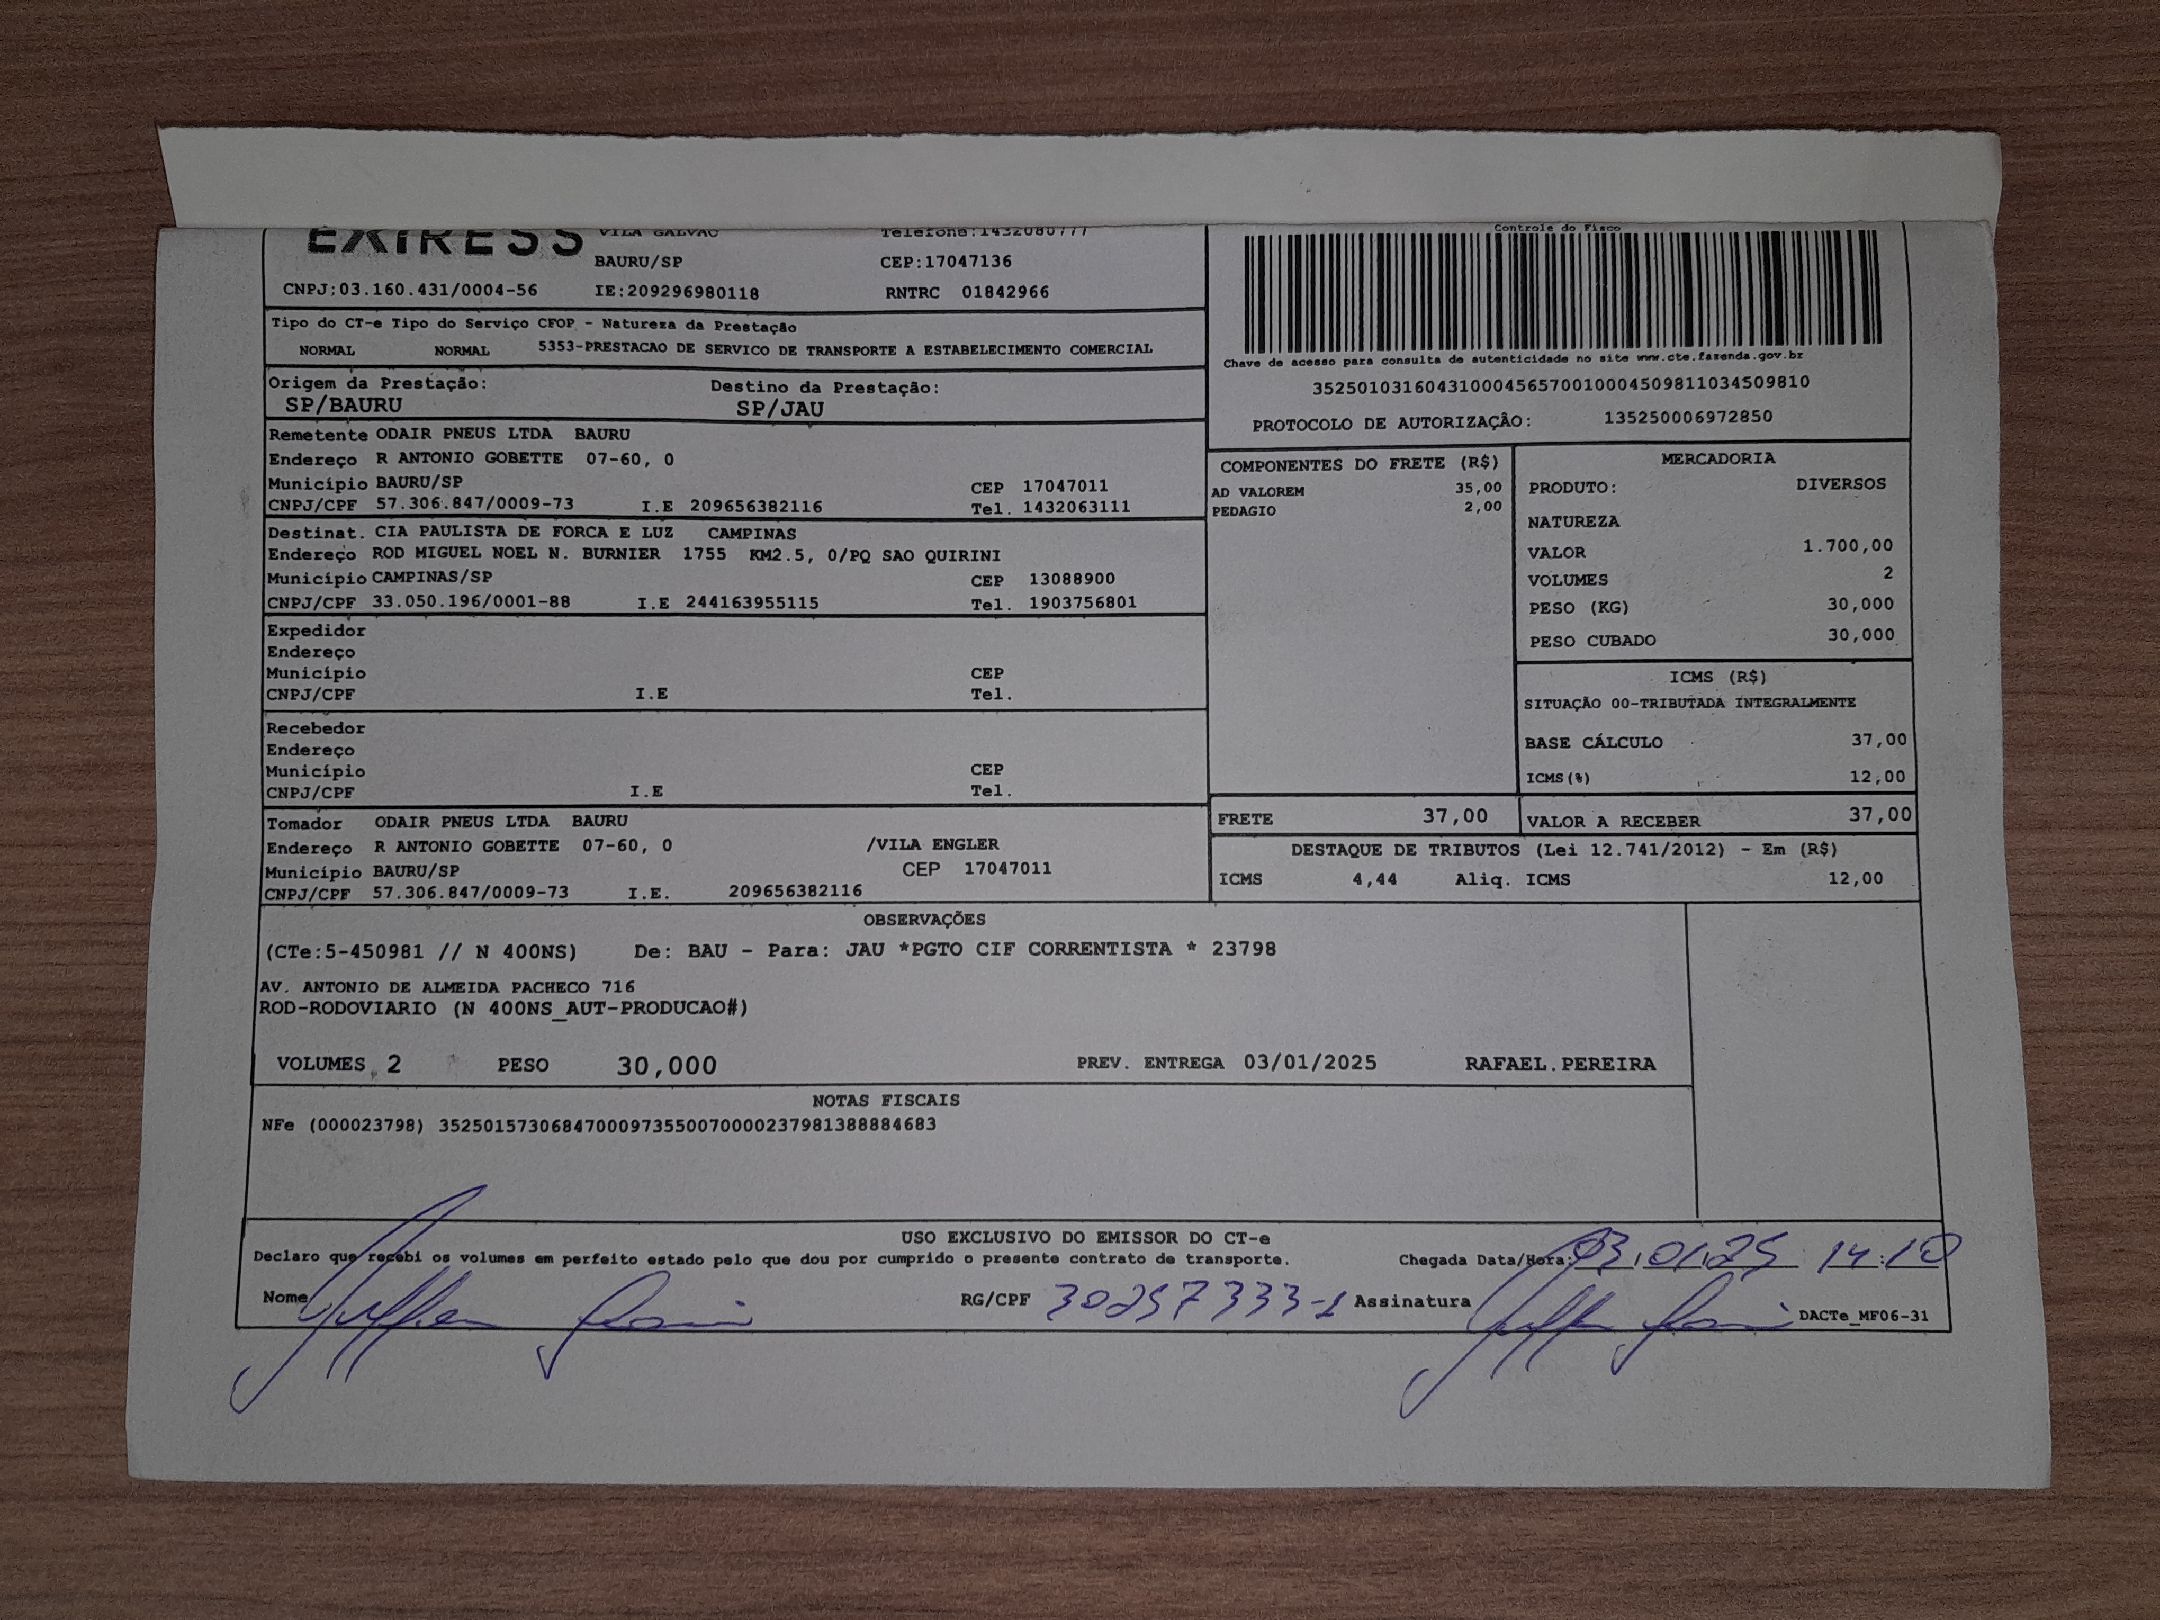 VILA GALVAO Telefone:1432080777
BAURU/SP CEP:17047136
CNPJ:03.160.431/0004-56 IE:209296980118 RNTRC 01842966
Tipo do CT-e Tipo do Serviço CFOP - Natureza da Prestação
NORMAL NORMAL 5353-PRESTACAO DE SERVICO DE TRANSPORTE A ESTABELECIMENTO COMERCIAL
Origem da Prestação: Destino da Prestação:
SP/BAURU SP/JAU
Controle do Fisco
Chave de acesso para consulta de autenticidade no site www.cte.fazenda.gov.br
35250103160431000456570010004509811034509810
PROTOCOLO DE AUTORIZAÇÃO: 135250006972850
Remetente ODAIR PNEUS LTDA BAURU
Endereço R ANTONIO GOBETTE 07-60, 0
Município BAURU/SP CEP 17047011
CNPJ/CPF 57.306.847/0009-73 I.E 209656382116 Tel. 1432063111
Destinat. CIA PAULISTA DE FORCA E LUZ CAMPINAS
Endereço ROD MIGUEL NOEL N. BURNIER 1755 KM2.5, 0/PQ SAO QUIRINI
Município CAMPINAS/SP CEP 13088900
CNPJ/CPF 33.050.196/0001-88 I.E 244163955115 Tel. 1903756801
Expedidor
Endereço
Município CEP
CNPJ/CPF I.E Tel.
Recebedor
Endereço
Município CEP
CNPJ/CPF I.E Tel.
Tomador ODAIR PNEUS LTDA BAURU
Endereço R ANTONIO GOBETTE 07-60, 0 /VILA ENGLER
Município BAURU/SP CEP 17047011
CNPJ/CPF 57.306.847/0009-73 I.E. 209656382116
COMPONENTES DO FRETE (R$)
AD VALOREM 35,00
PEDAGIO 2,00
MERCADORIA
PRODUTO: DIVERSOS
NATUREZA
VALOR 1.700,00
VOLUMES 2
PESO (KG) 30,000
PESO CUBADO 30,000
ICMS (R$)
SITUAÇÃO 00-TRIBUTADA INTEGRALMENTE
BASE CÁLCULO 37,00
ICMS(%) 12,00
FRETE 37,00 VALOR A RECEBER 37,00
DESTAQUE DE TRIBUTOS (Lei 12.741/2012) - Em (R$)
ICMS 4,44 Aliq. ICMS 12,00
OBSERVAÇÕES
(CTe:5-450981 // N 400NS) De: BAU - Para: JAU *PGTO CIF CORRENTISTA * 23798
AV. ANTONIO DE ALMEIDA PACHECO 716
ROD-RODOVIARIO (N 400NS_AUT-PRODUCAO#)
VOLUMES 2 PESO 30,000 PREV. ENTREGA 03/01/2025 RAFAEL.PEREIRA
NOTAS FISCAIS
NFe (000023798) 35250157306847000973550070000237981388884683
USO EXCLUSIVO DO EMISSOR DO CT-e
Declaro que recebi os volumes em perfeito estado pelo que dou por cumprido o presente contrato de transporte. Chegada Data/Hora: 03.01.25 14:10
Nome RG/CPF 30257333-1 Assinatura DACTe_MF06-31